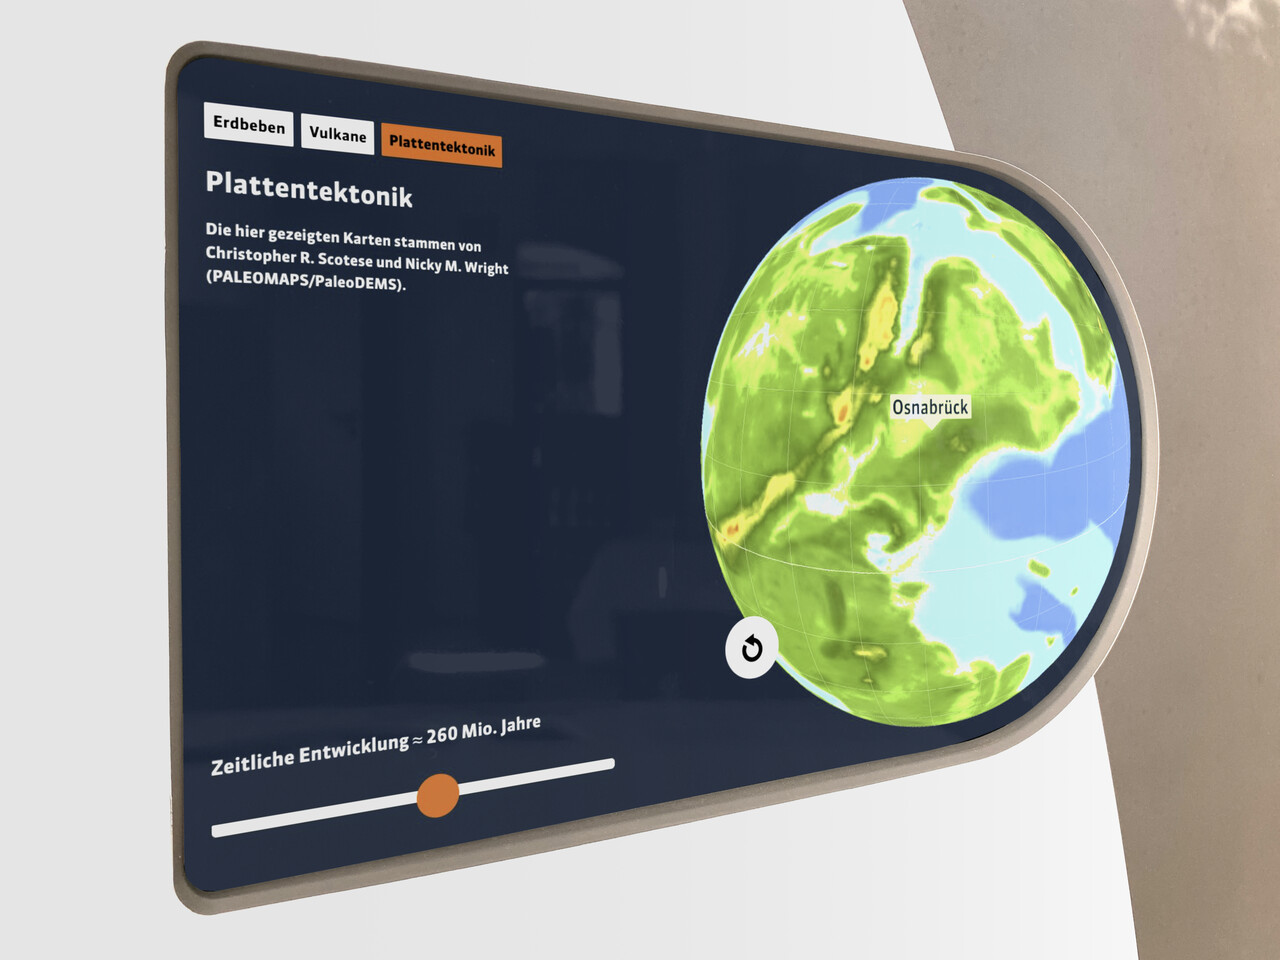 Erdbeben
Vulkane
Plattentektonik
Plattentektonik
Die hier gezeigten Karten stammen von
Christopher R. Scotese und Nicky M. Wright
(PALEOMAPS/PaleoDEMS).
Osnabrück
Zeitliche Entwicklung ≈ 260 Mio. Jahre